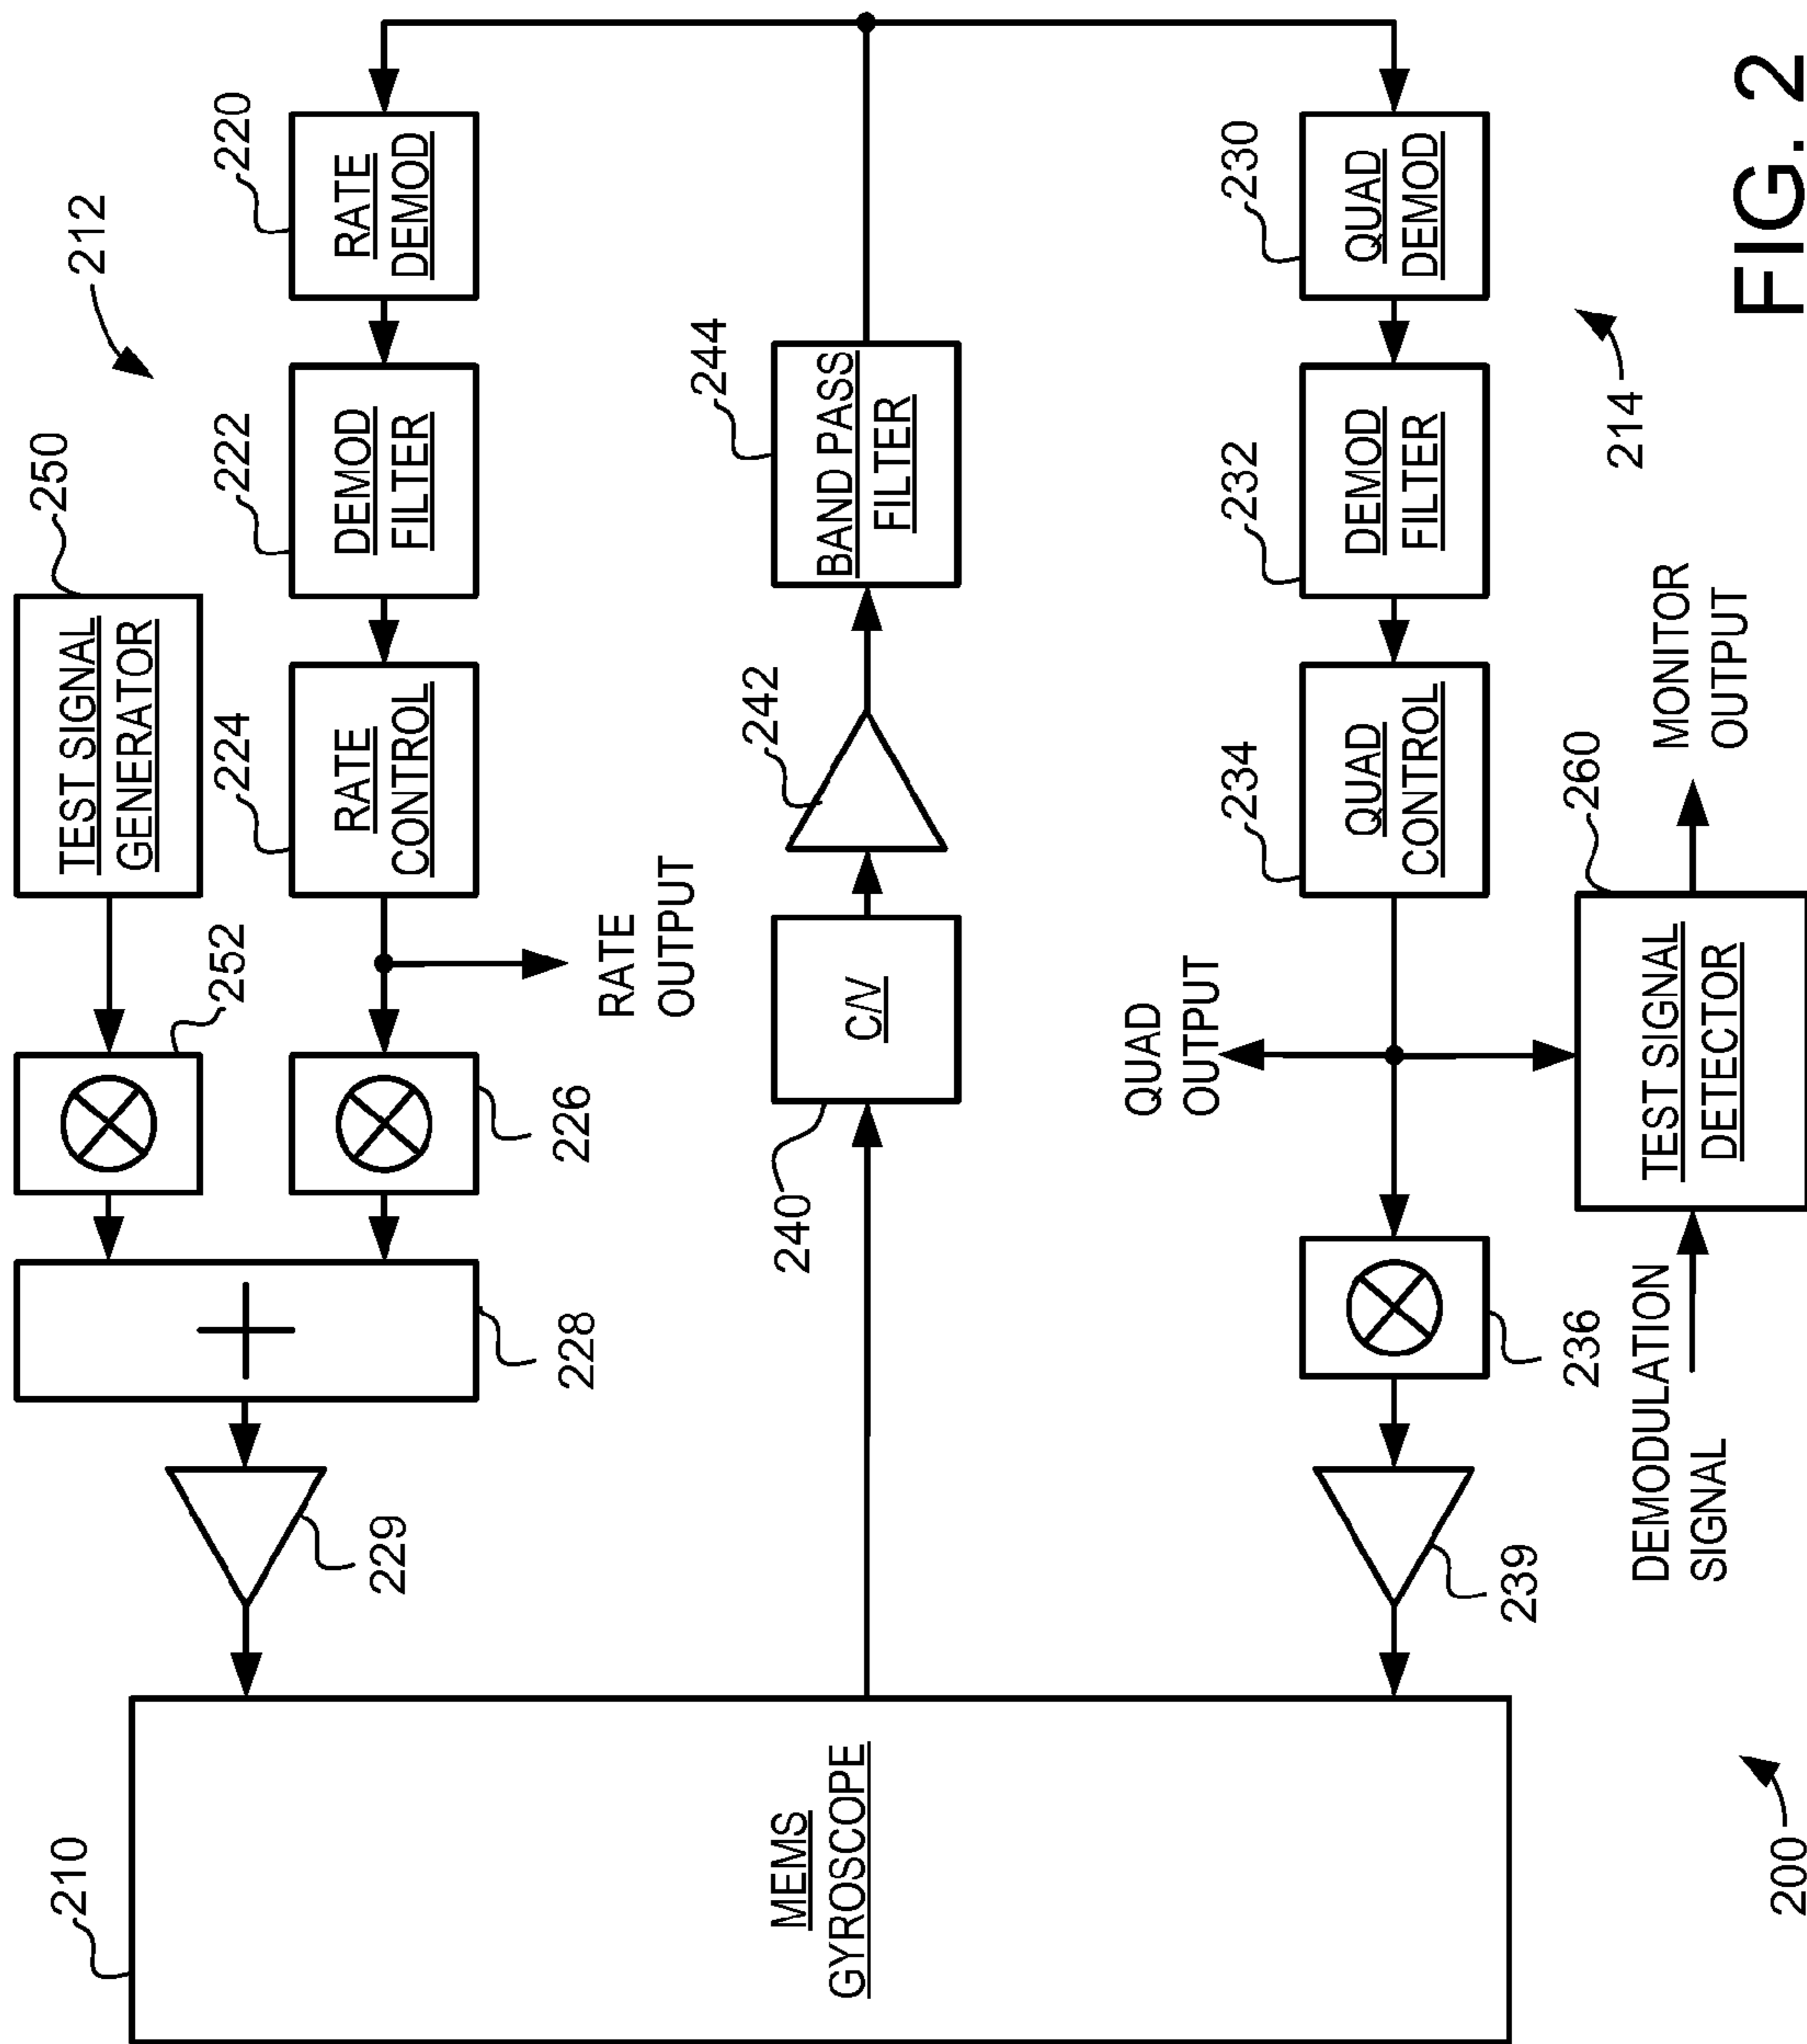 210
MEMS
GYROSCOPE
200
229
228
252
250
TEST SIGNAL
GENERATOR
212
226
224
RATE
CONTROL
222
DEMOD
FILTER
220
RATE
DEMOD
RATE
OUTPUT
240
C/V
242
244
BAND PASS
FILTER
QUAD
OUTPUT
239
236
234
QUAD
CONTROL
232
DEMOD
FILTER
230
QUAD
DEMOD
214
DEMODULATION
SIGNAL
260
TEST SIGNAL
DETECTOR
MONITOR
OUTPUT
FIG. 2